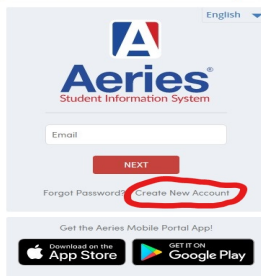 English
Aeries®
Student Information System
Email
NEXT
Forgot Password? Create New Account
Get the Aeries Mobile Portal App!
Download on the
App Store
GET IT ON
Google Play